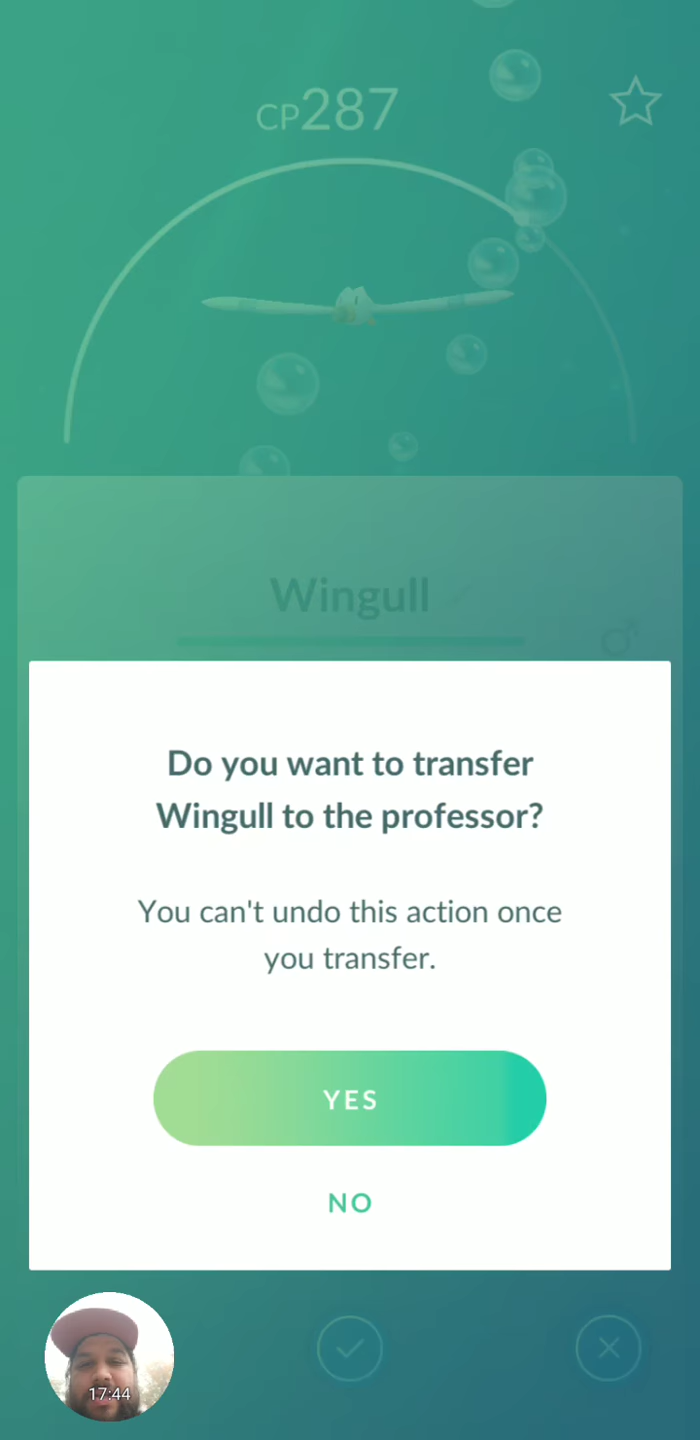 CP287
Wingull
Do you want to transfer
Wingull to the professor?
You can't undo this action once
you transfer.
YES
NO
17:44